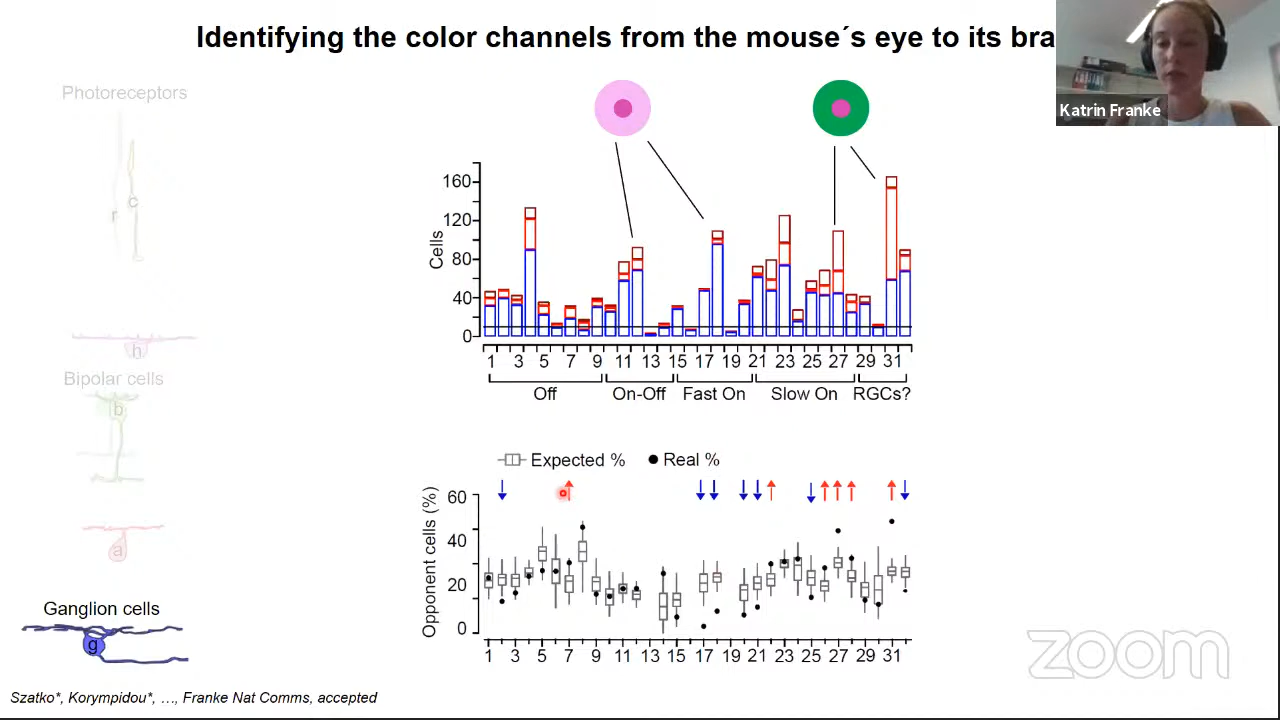 Identifying the color channels from the mouse´s eye to its bra
Katrin Franke
Photoreceptors
r
c
h
Bipolar cells
b
a
Ganglion cells
g
Cells
160
120
80
40
0
1 3 5 7 9 11 13 15 17 19 21 23 25 27 29 31
Off On-Off Fast On Slow On RGCs?
Expected % Real %
Opponent cells (%)
60
40
20
0
1 3 5 7 9 11 13 15 17 19 21 23 25 27 29 31
zoom
Szatko*, Korympidou*, …, Franke Nat Comms, accepted